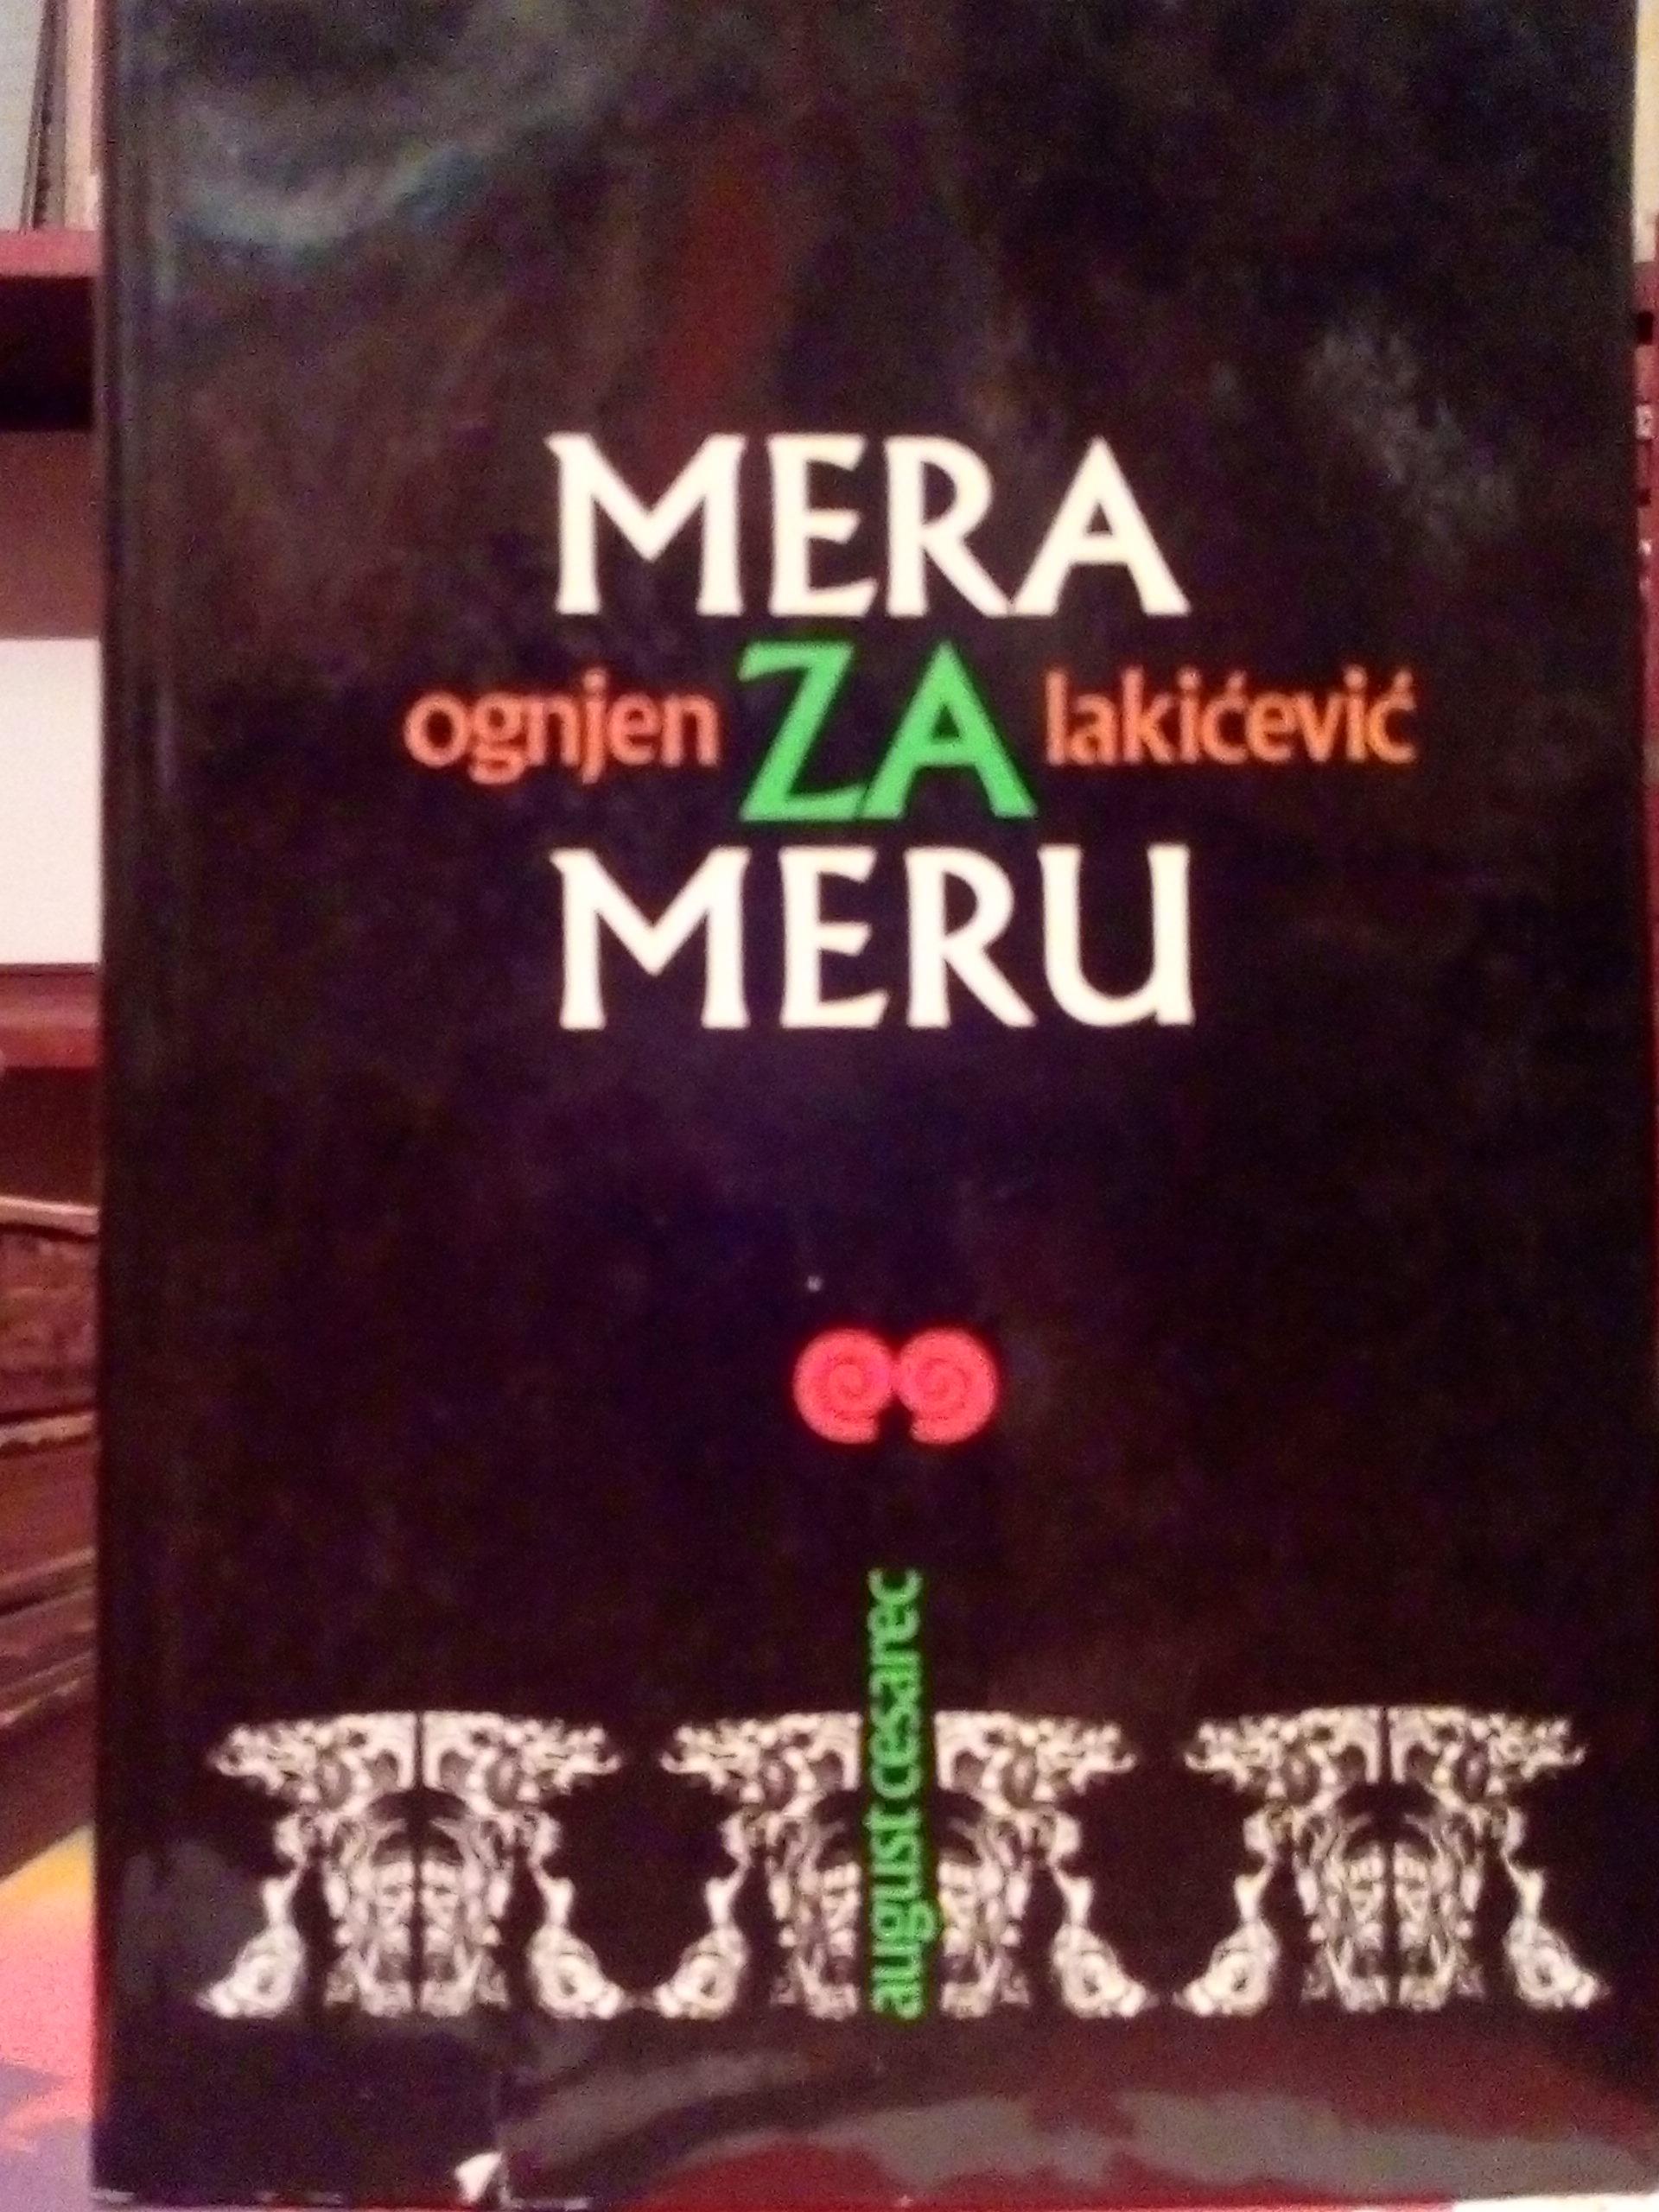 MERA
ognjen ZA lakićević
MERU
august cesarec